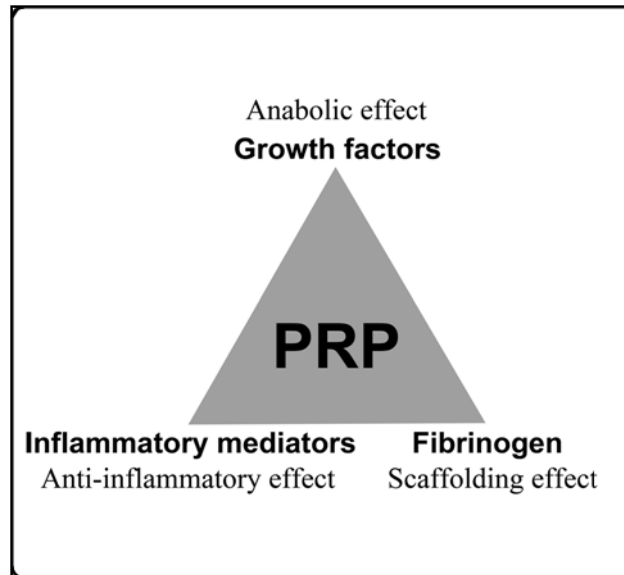 Anabolic effect
Growth factors
PRP
Inflammatory mediators
Anti-inflammatory effect
Fibrinogen
Scaffolding effect